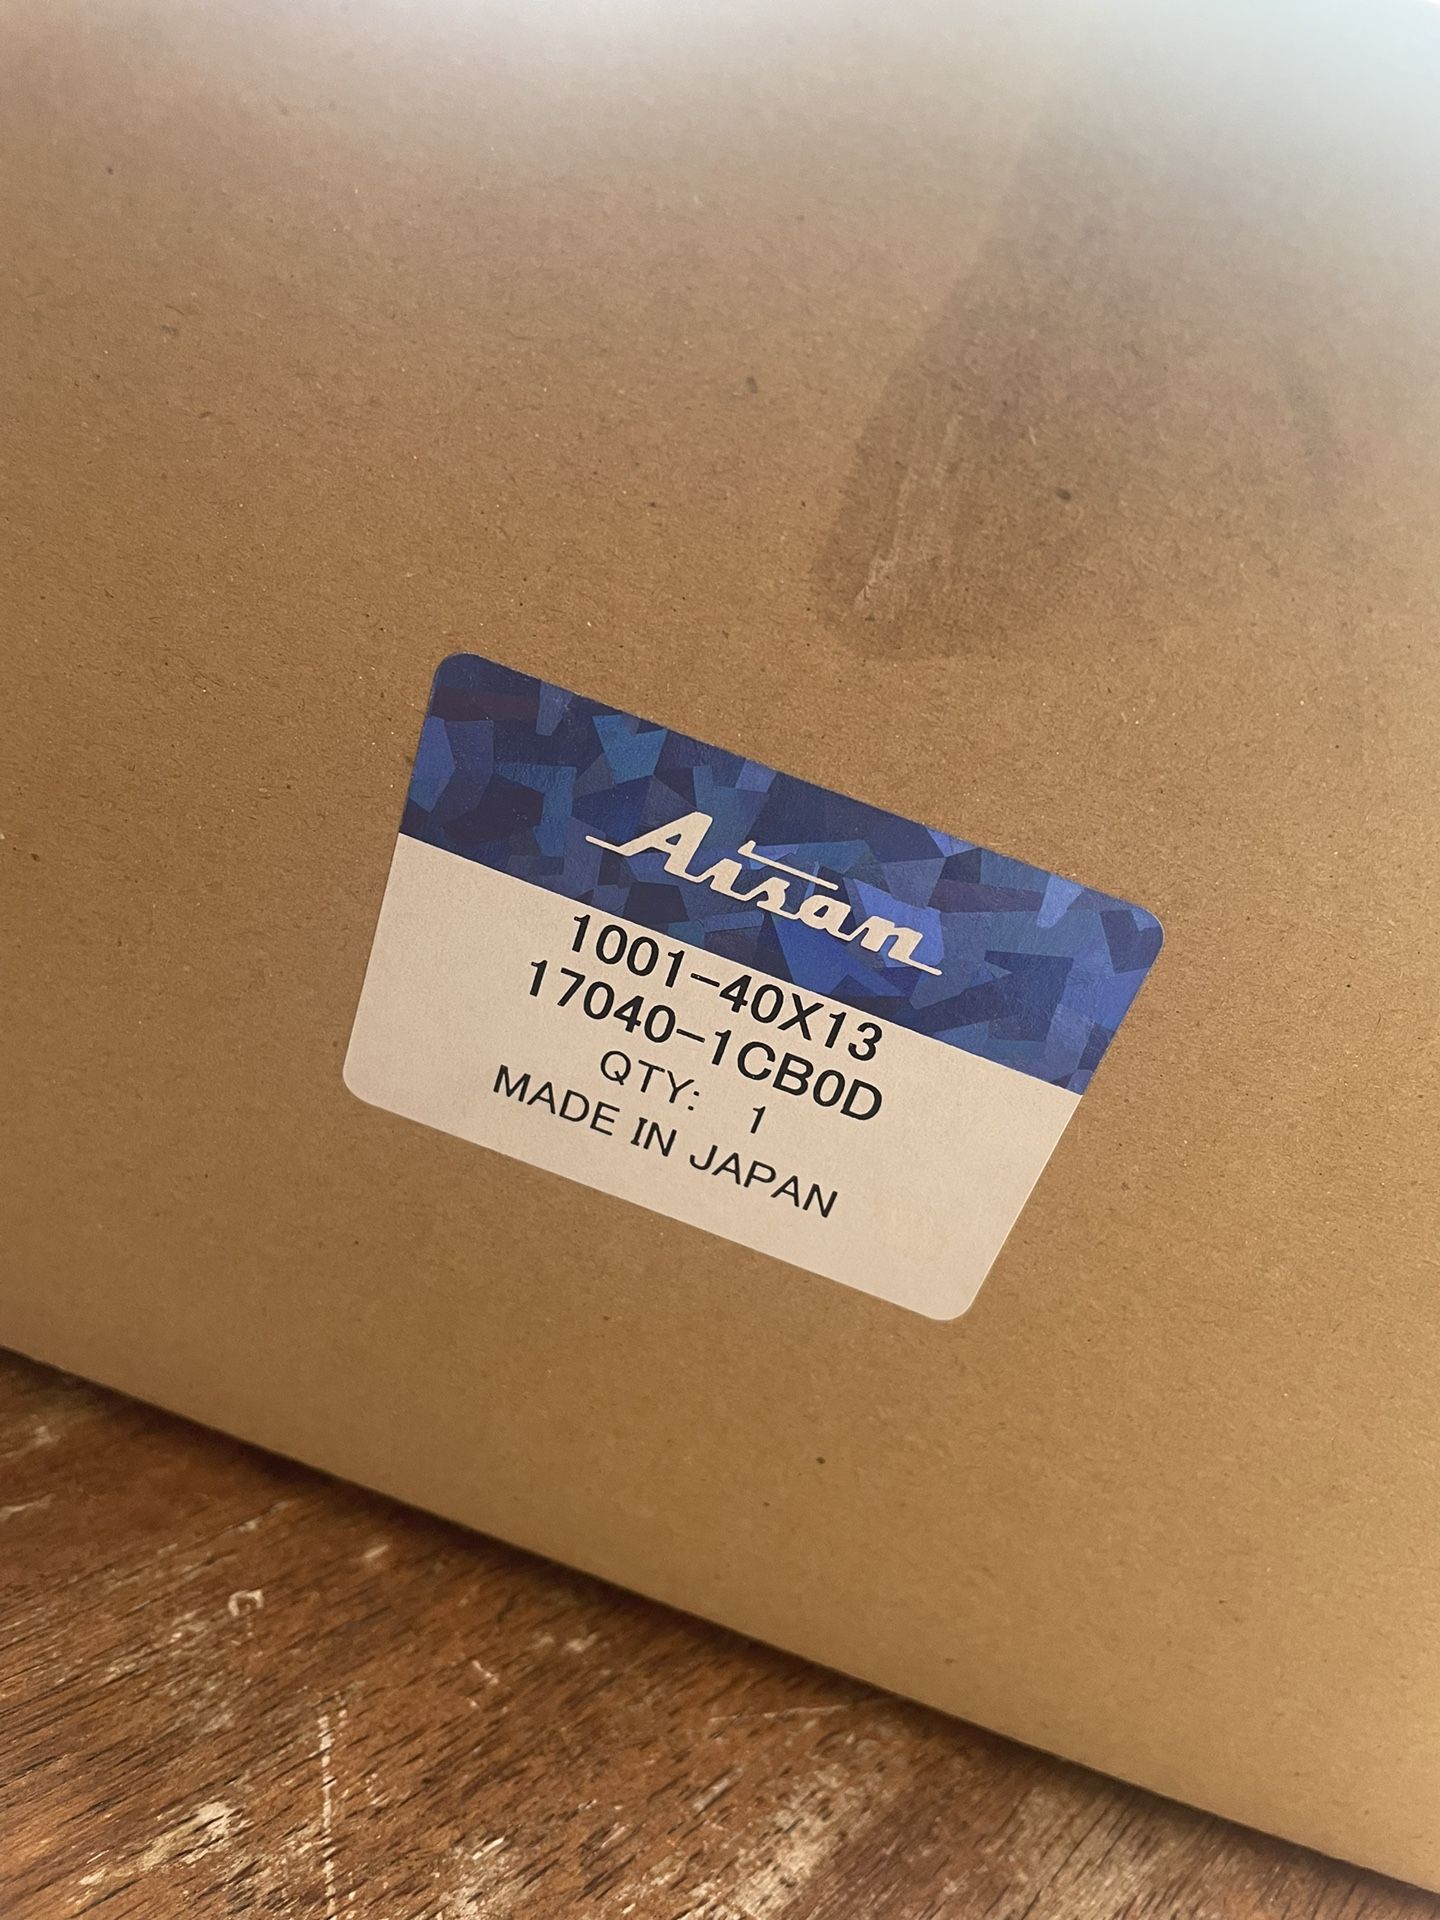 Aisan
1001-40X13
17040-1CB0D
QTY: 1
MADE IN JAPAN